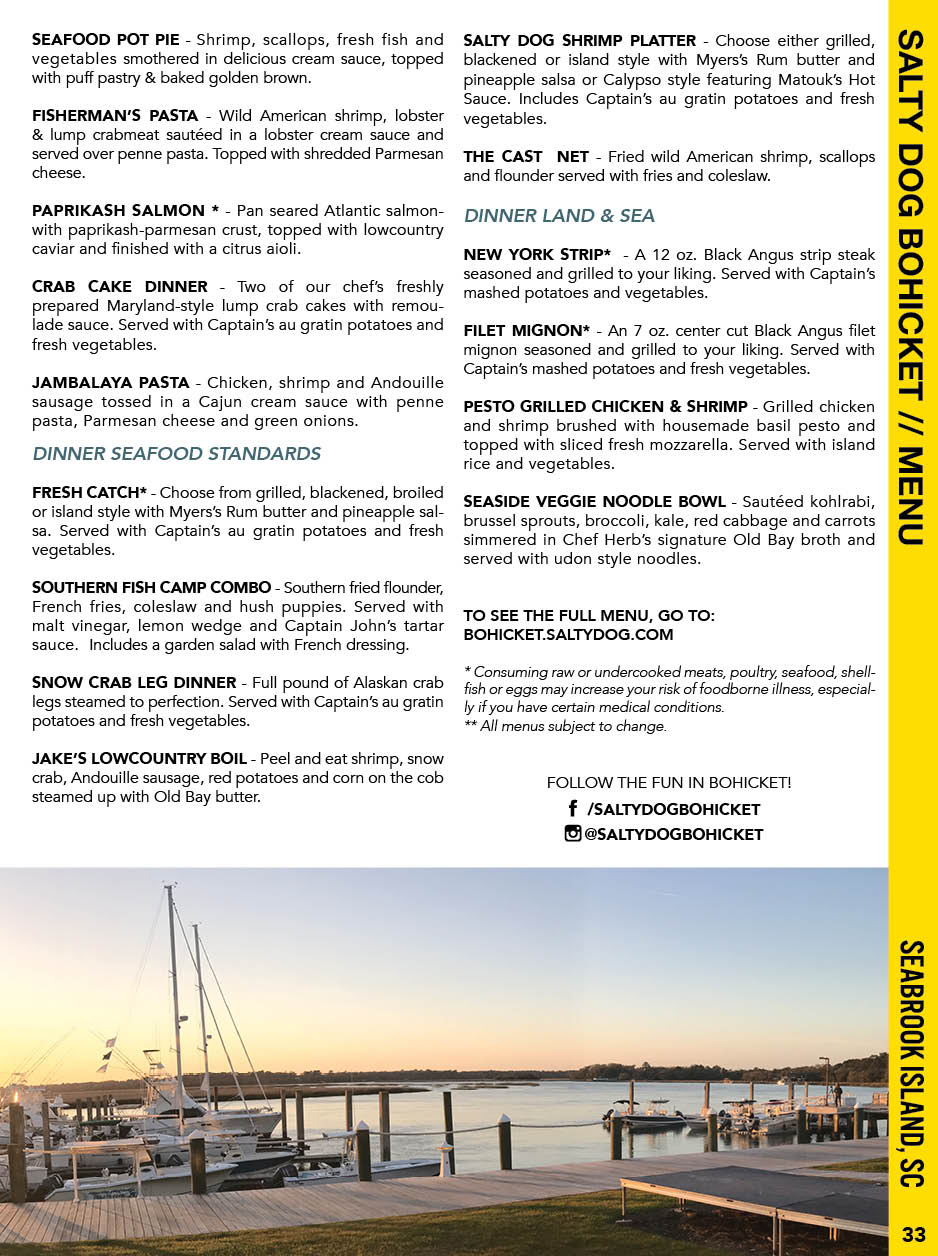 SEAFOOD POT PIE - Shrimp, scallops, fresh fish and
vegetables smothered in delicious cream sauce, topped
with puff pastry & baked golden brown.
FISHERMAN'S PASTA - Wild American shrimp, lobster
& lump crabmeat sautéed in a lobster cream sauce and
served over penne pasta. Topped with shredded Parmesan
cheese.
PAPRIKASH SALMON * - Pan seared Atlantic salmon-
with paprikash-parmesan crust, topped with lowcountry
caviar and finished with a citrus aioli.
CRAB CAKE DINNER - Two of our chef's freshly
prepared Maryland-style lump crab cakes with remou-
lade sauce. Served with Captain's au gratin potatoes and
fresh vegetables.
JAMBALAYA PASTA - Chicken, shrimp and Andouille
sausage tossed in a Cajun cream sauce with penne
pasta, Parmesan cheese and green onions.
DINNER SEAFOOD STANDARDS
FRESH CATCH* - Choose from grilled, blackened, broiled
or island style with Myers's Rum butter and pineapple sal-
sa. Served with Captain's au gratin potatoes and fresh
vegetables.
SOUTHERN FISH CAMP COMBO - Southern fried flounder,
French fries, coleslaw and hush puppies. Served with
malt vinegar, lemon wedge and Captain John's tartar
sauce.  Includes a garden salad with French dressing.
SNOW CRAB LEG DINNER - Full pound of Alaskan crab
legs steamed to perfection. Served with Captain's au gratin
potatoes and fresh vegetables.
JAKE'S LOWCOUNTRY BOIL - Peel and eat shrimp, snow
crab, Andouille sausage, red potatoes and corn on the cob
steamed up with Old Bay butter.
SALTY DOG SHRIMP PLATTER - Choose either grilled,
blackened or island style with Myers's Rum butter and
pineapple salsa or Calypso style featuring Matouk's Hot
Sauce. Includes Captain's au gratin potatoes and fresh
vegetables.
THE CAST  NET - Fried wild American shrimp, scallops
and flounder served with fries and coleslaw.
DINNER LAND & SEA
NEW YORK STRIP*  - A 12 oz. Black Angus strip steak
seasoned and grilled to your liking. Served with Captain's
mashed potatoes and vegetables.
FILET MIGNON* - An 7 oz. center cut Black Angus filet
mignon seasoned and grilled to your liking. Served with
Captain's mashed potatoes and fresh vegetables.
PESTO GRILLED CHICKEN & SHRIMP - Grilled chicken
and shrimp brushed with housemade basil pesto and
topped with sliced fresh mozzarella. Served with island
rice and vegetables.
SEASIDE VEGGIE NOODLE BOWL - Sautéed kohlrabi,
brussel sprouts, broccoli, kale, red cabbage and carrots
simmered in Chef Herb's signature Old Bay broth and
served with udon style noodles.
TO SEE THE FULL MENU, GO TO:
BOHICKET.SALTYDOG.COM
* Consuming raw or undercooked meats, poultry, seafood, shell-
fish or eggs may increase your risk of foodborne illness, especial-
ly if you have certain medical conditions.
** All menus subject to change.
FOLLOW THE FUN IN BOHICKET!
f /SALTYDOGBOHICKET
@SALTYDOGBOHICKET
SALTY DOG BOHICKET // MENU
SEABROOK ISLAND, SC
33